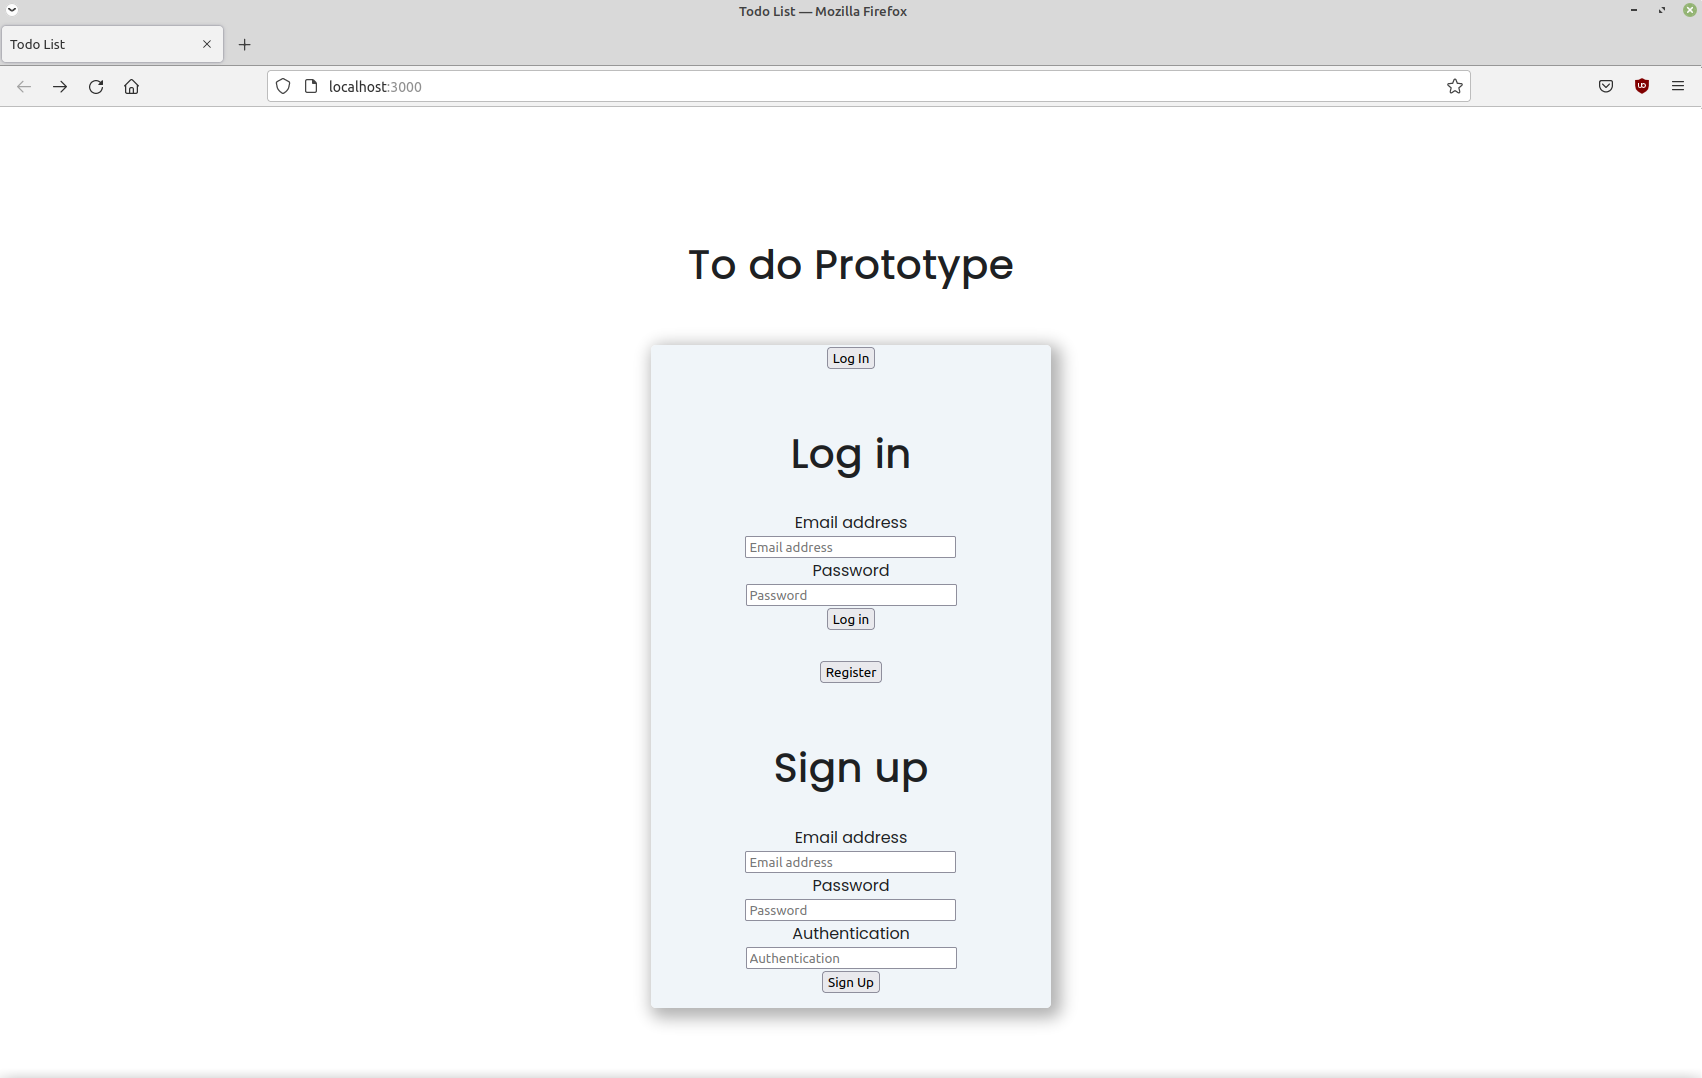 Todo List — Mozilla Firefox
Todo List
localhost:3000
To do Prototype
Log In
Log in
Email address
Email address
Password
Password
Log in
Register
Sign up
Email address
Email address
Password
Password
Authentication
Authentication
Sign Up